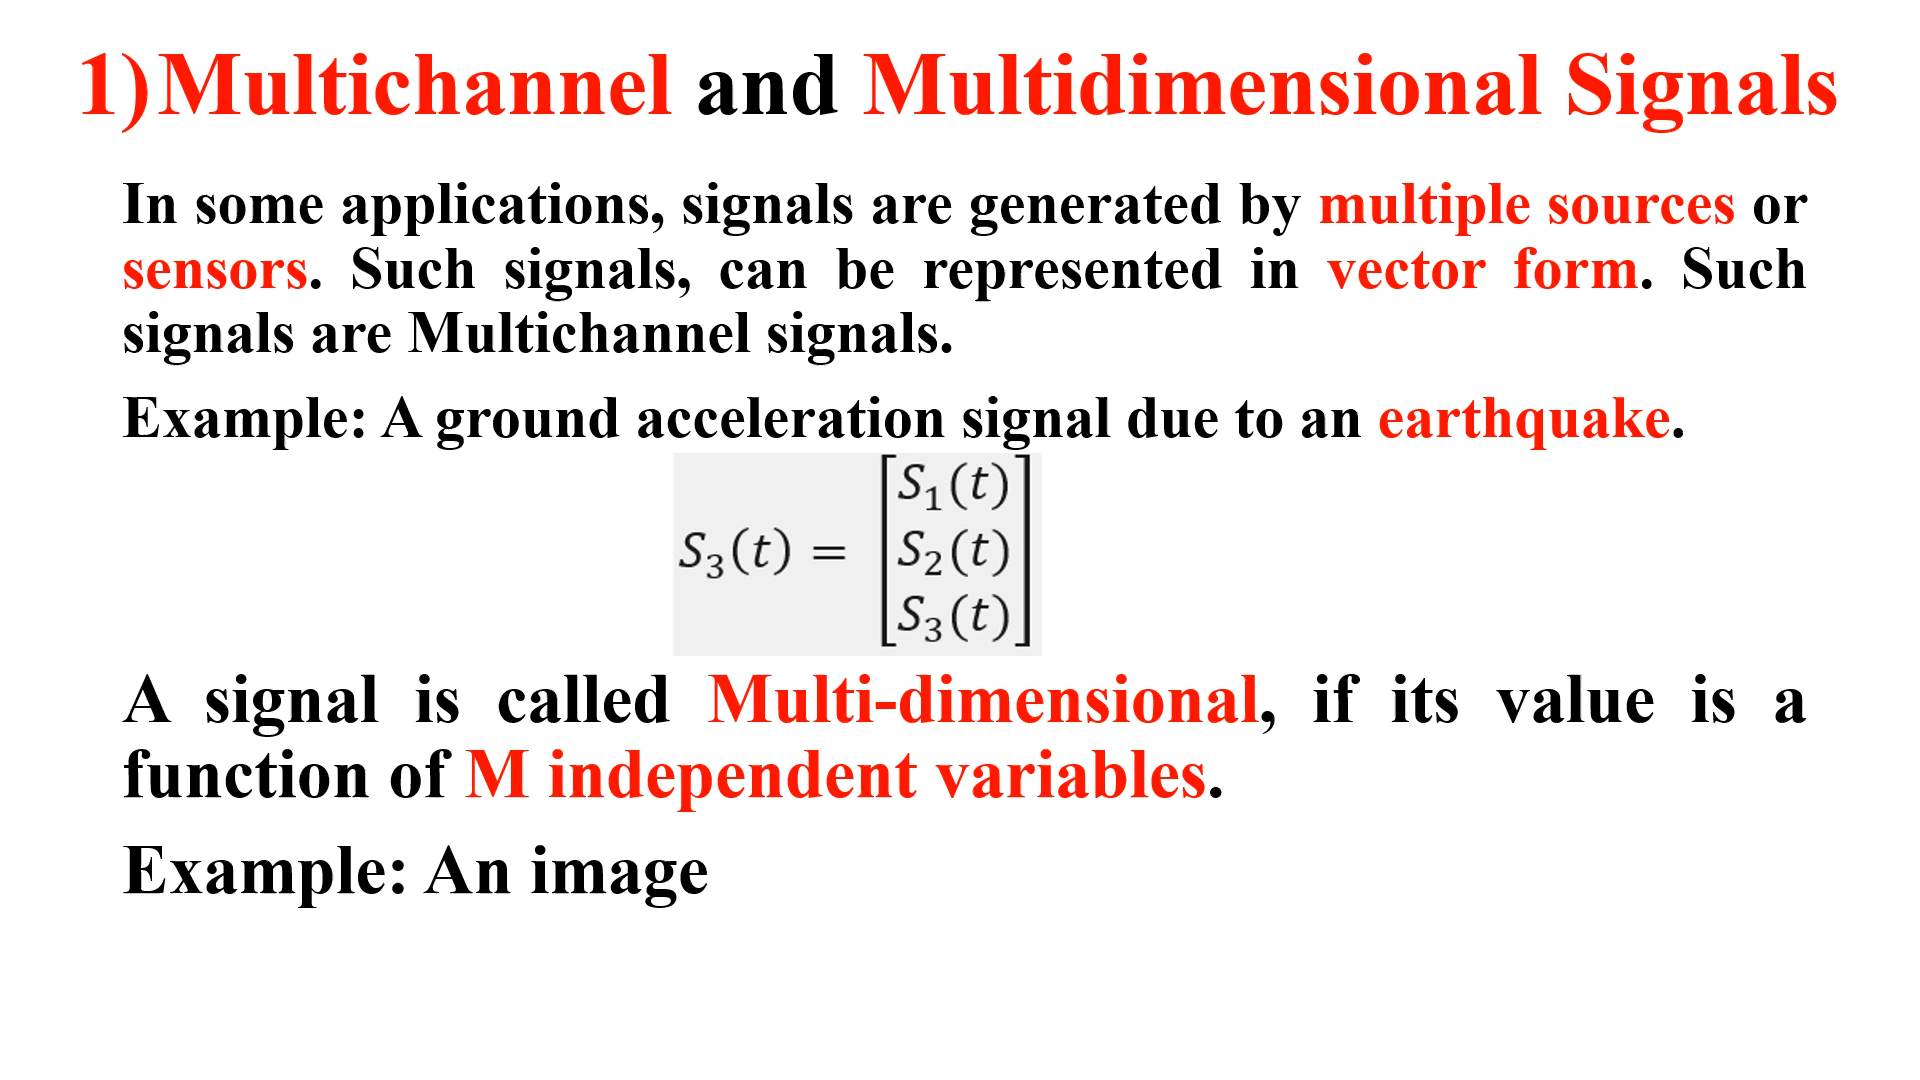 1)Multichannel and Multidimensional Signals
In some applications, signals are generated by multiple sources or
sensors. Such signals, can be represented in vector form. Such
signals are Multichannel signals.
Example: A ground acceleration signal due to an earthquake.
S₃(t) = [S₁(t)
S₂(t)
S₃(t)]
A signal is called Multi-dimensional, if its value is a
function of M independent variables.
Example: An image